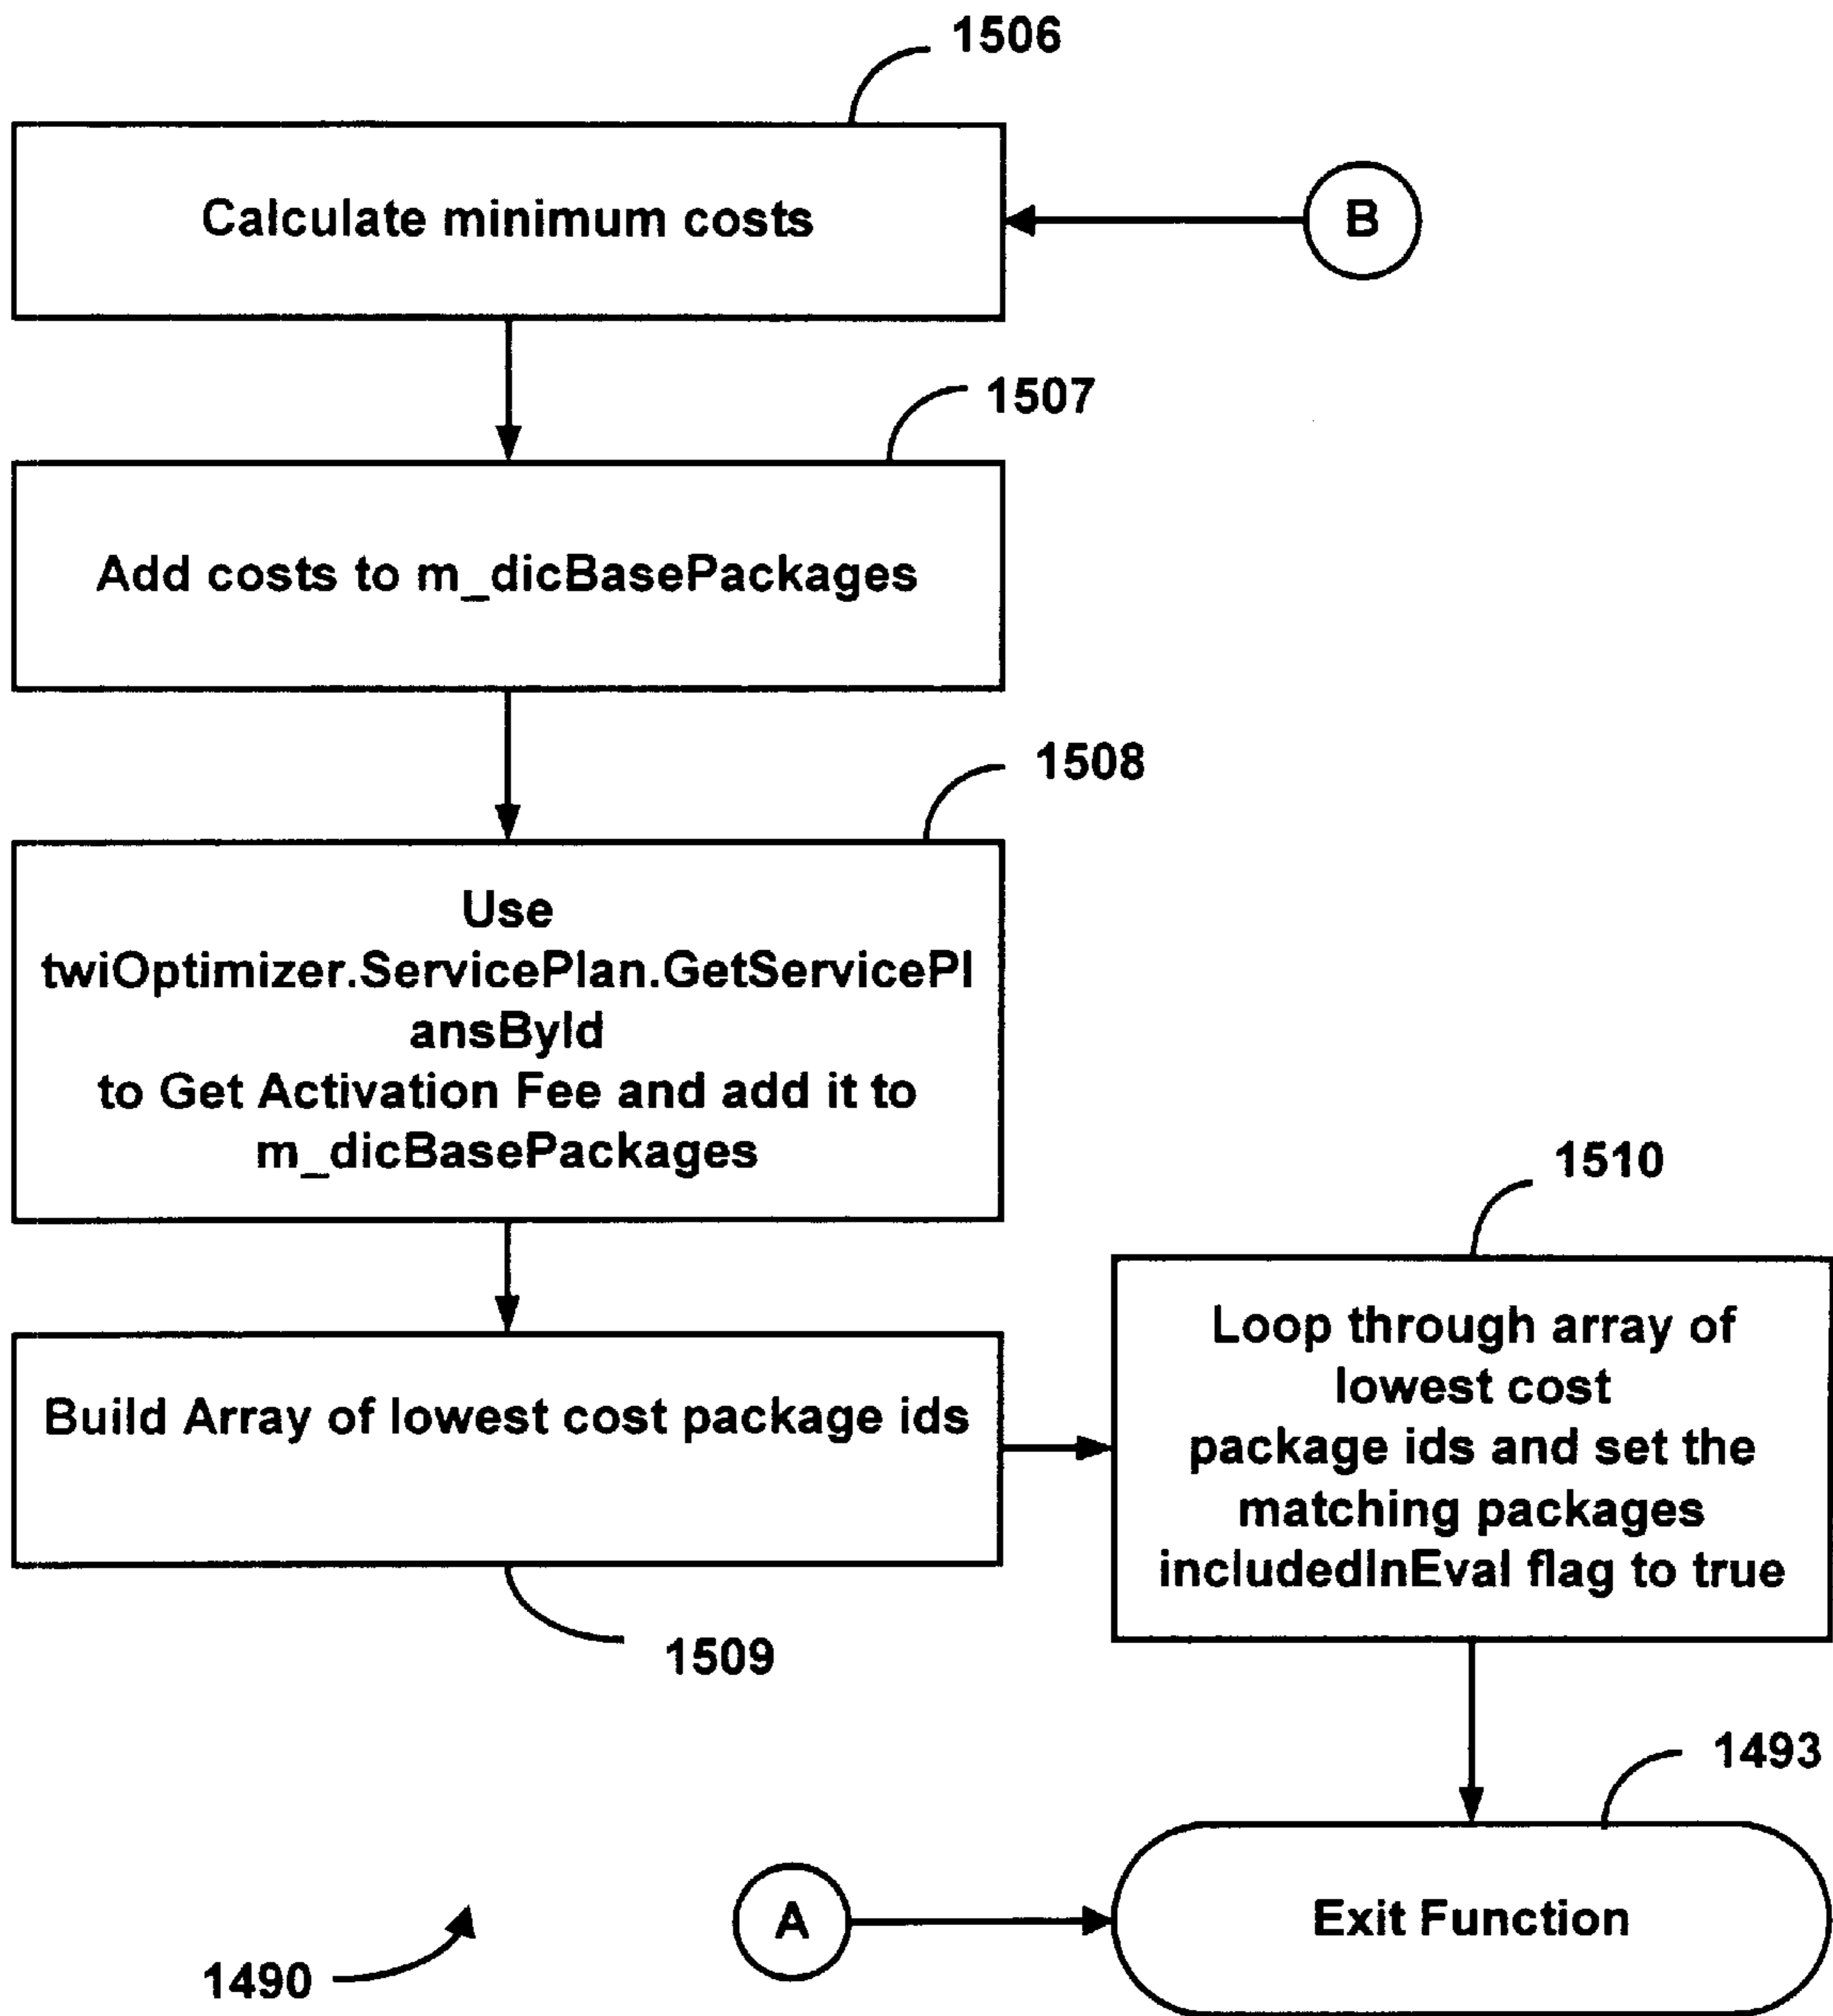 1506
Calculate minimum costs
B
1507
Add costs to m_dicBasePackages
1508
Use
twiOptimizer.ServicePlan.GetServicePl
ansById
to Get Activation Fee and add it to
m_dicBasePackages
1510
Build Array of lowest cost package ids
Loop through array of
lowest cost
package ids and set the
matching packages
includedInEval flag to true
1509
1493
A
Exit Function
1490